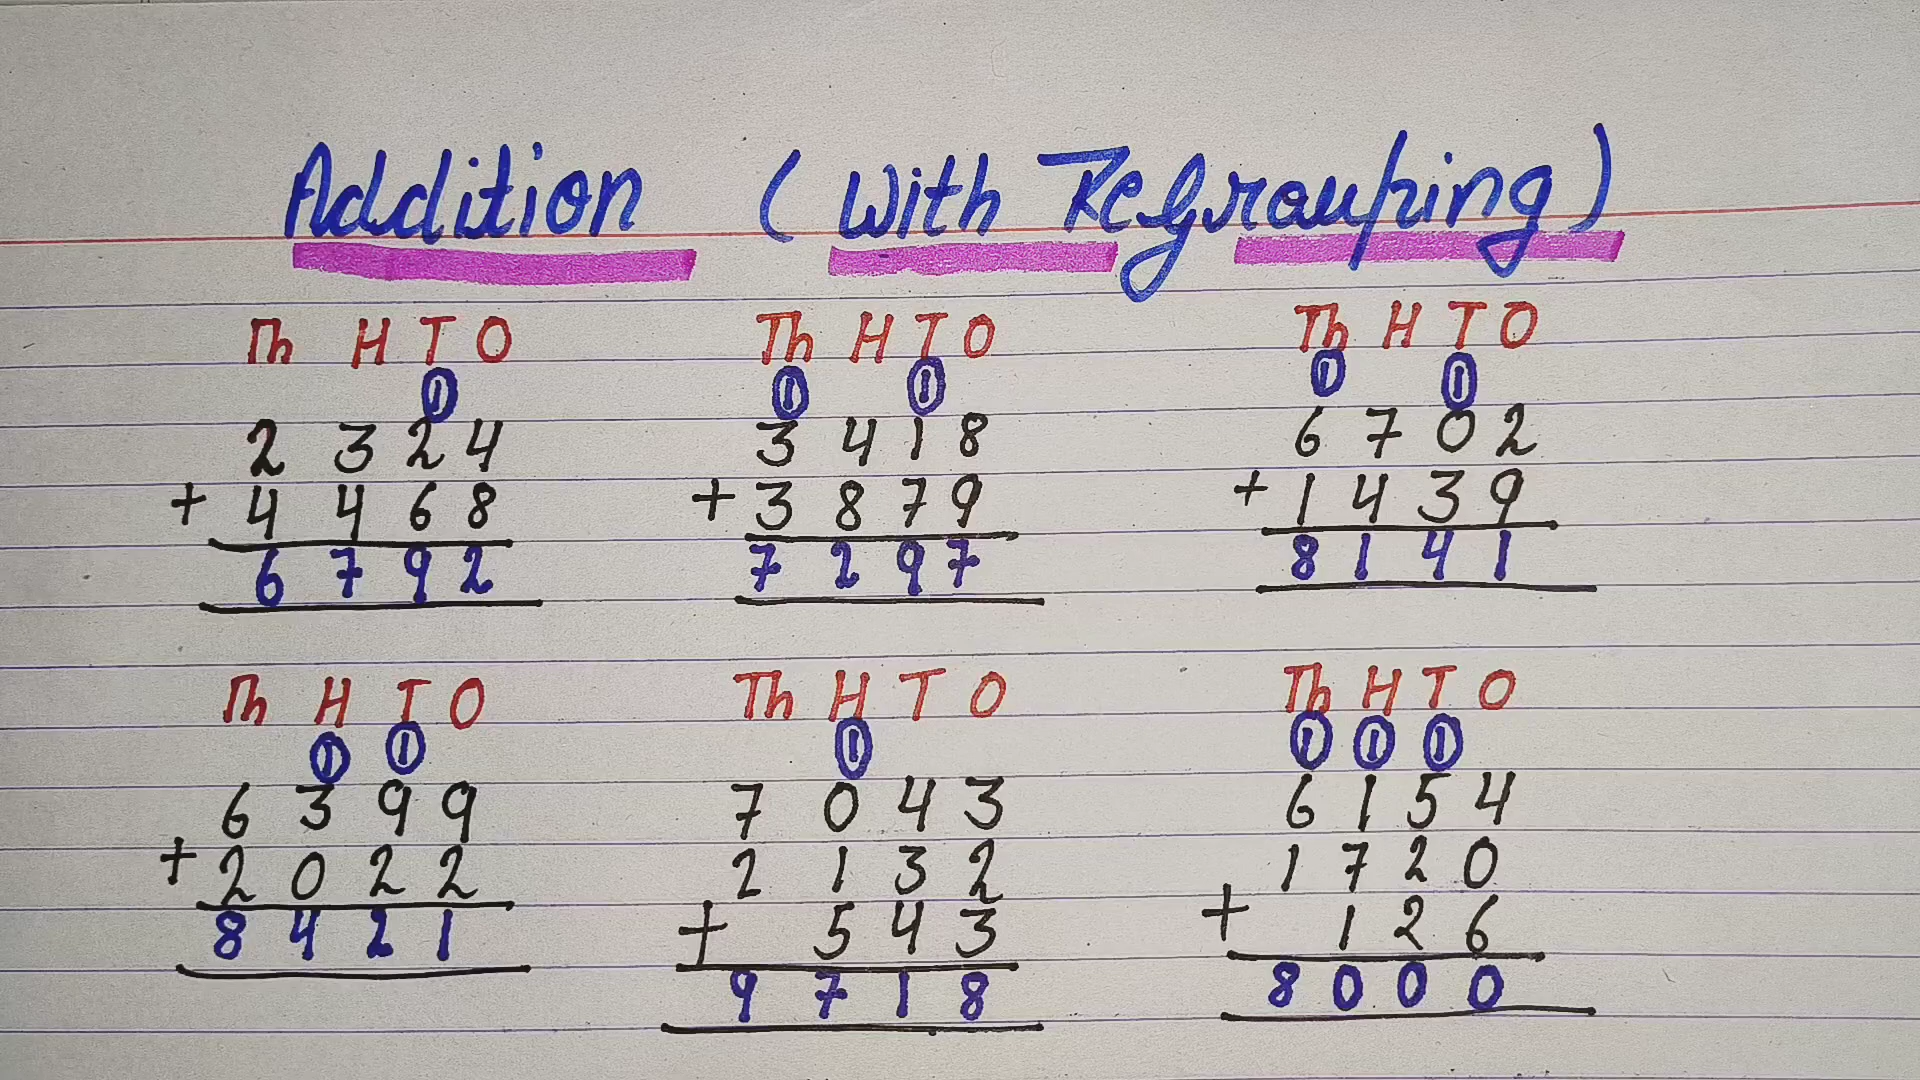 Addition (With Regrouping)
Th H T O Th H T O Th H T O
1 1 1 1 1
2 3 2 4 3 4 1 8 6 7 0 2
+ 4 4 6 8 + 3 8 7 9 + 1 4 3 9
6 7 9 2 7 2 9 7 8 1 4 1
Th H T O Th H T O Th H T O
1 1 1 1 1 1
6 3 9 9 7 0 4 3 6 1 5 4
+ 2 0 2 2 2 1 3 2 1 7 2 0
8 4 2 1 + 5 4 3 + 1 2 6
9 7 1 8 8 0 0 0